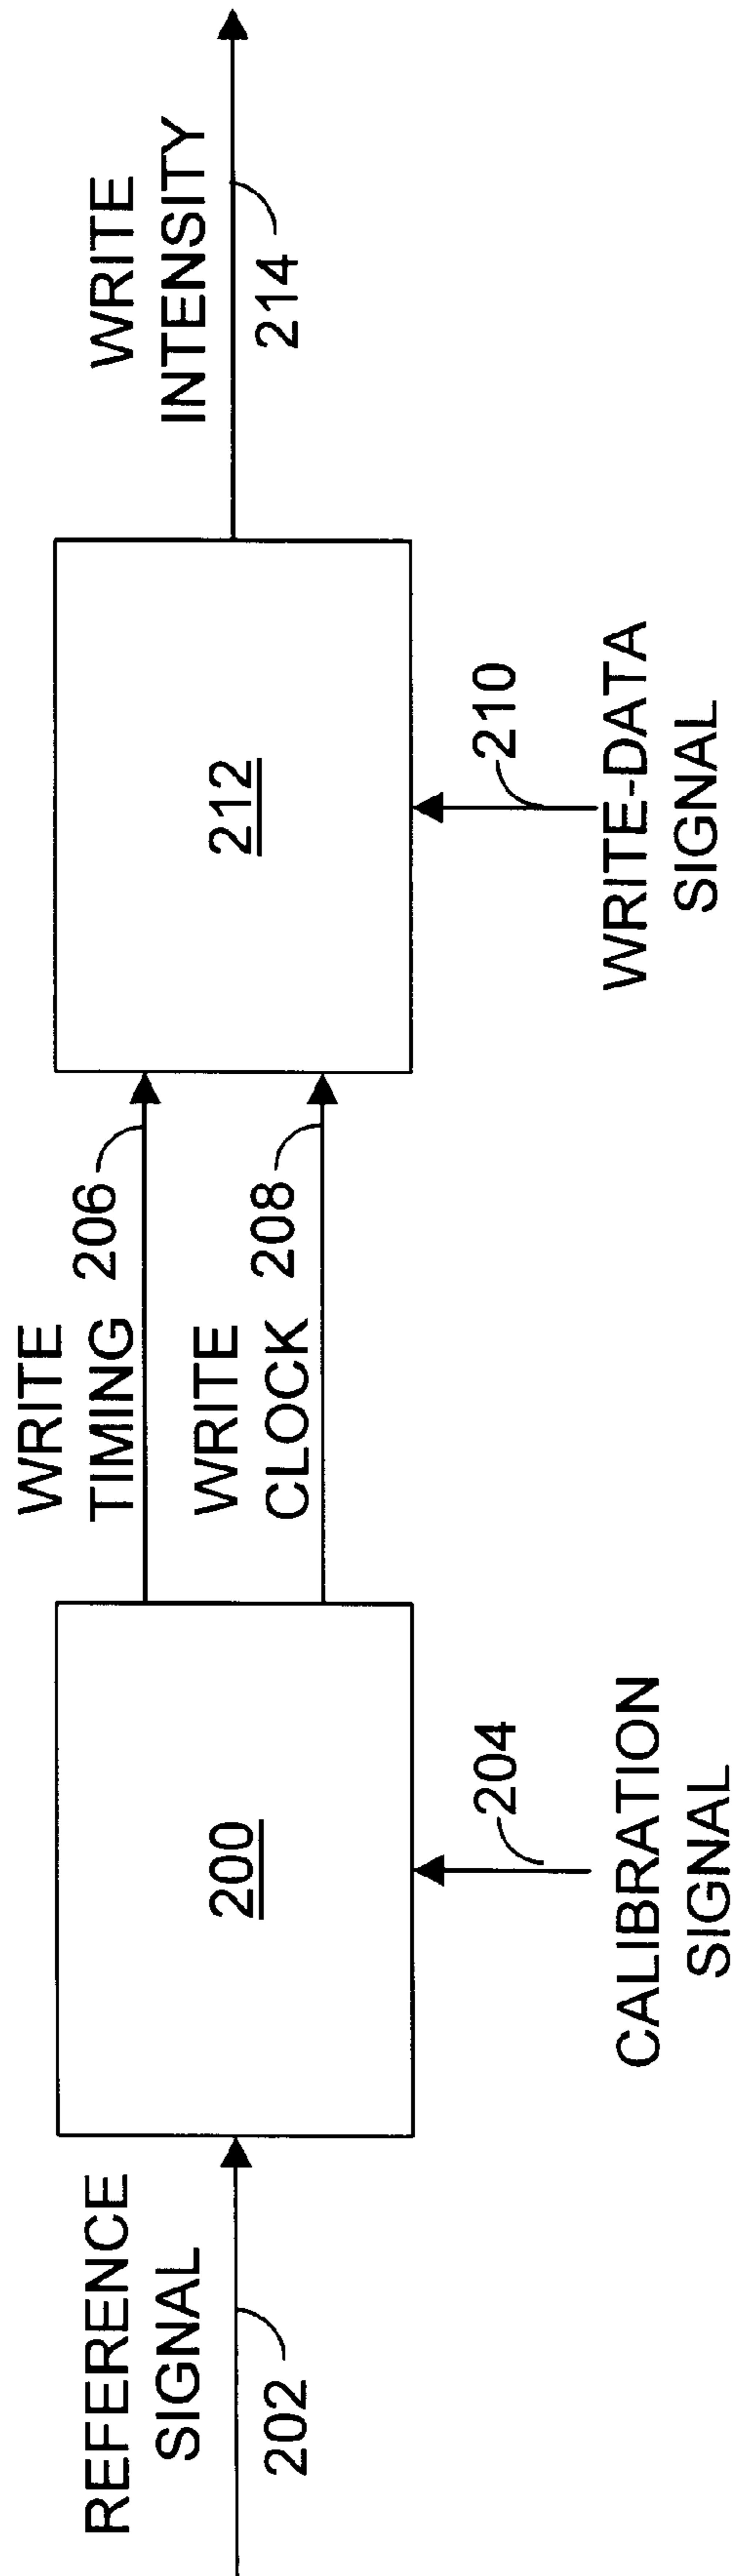 REFERENCE
SIGNAL
202
200
CALIBRATION
SIGNAL
204
WRITE
TIMING 206
WRITE
CLOCK 208
212
WRITE-DATA
SIGNAL
210
WRITE
INTENSITY
214